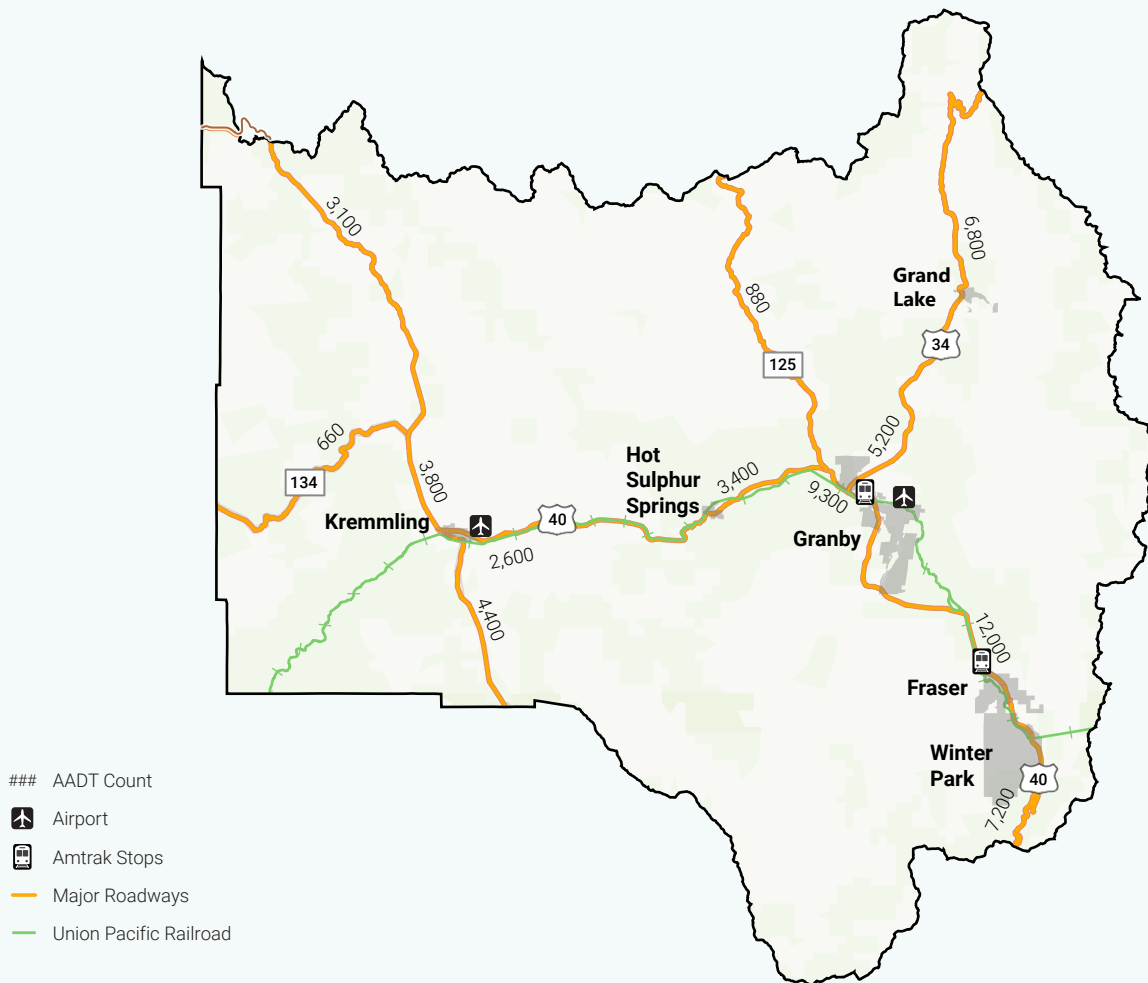 3,100
6,800
Grand
Lake
880
34
125
5,200
660
Hot
Sulphur
Springs
3,400
134
3,800
9,300
Kremmling
40
Granby
2,600
4,400
12,000
Fraser
Winter
Park
40
7,200
### AADT Count
Airport
Amtrak Stops
Major Roadways
Union Pacific Railroad